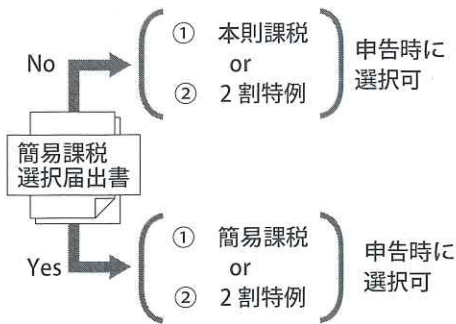 No
① 本則課税
or
② 2割特例
申告時に
選択可
簡易課税
選択届出書
Yes
① 簡易課税
or
② 2割特例
申告時に
選択可